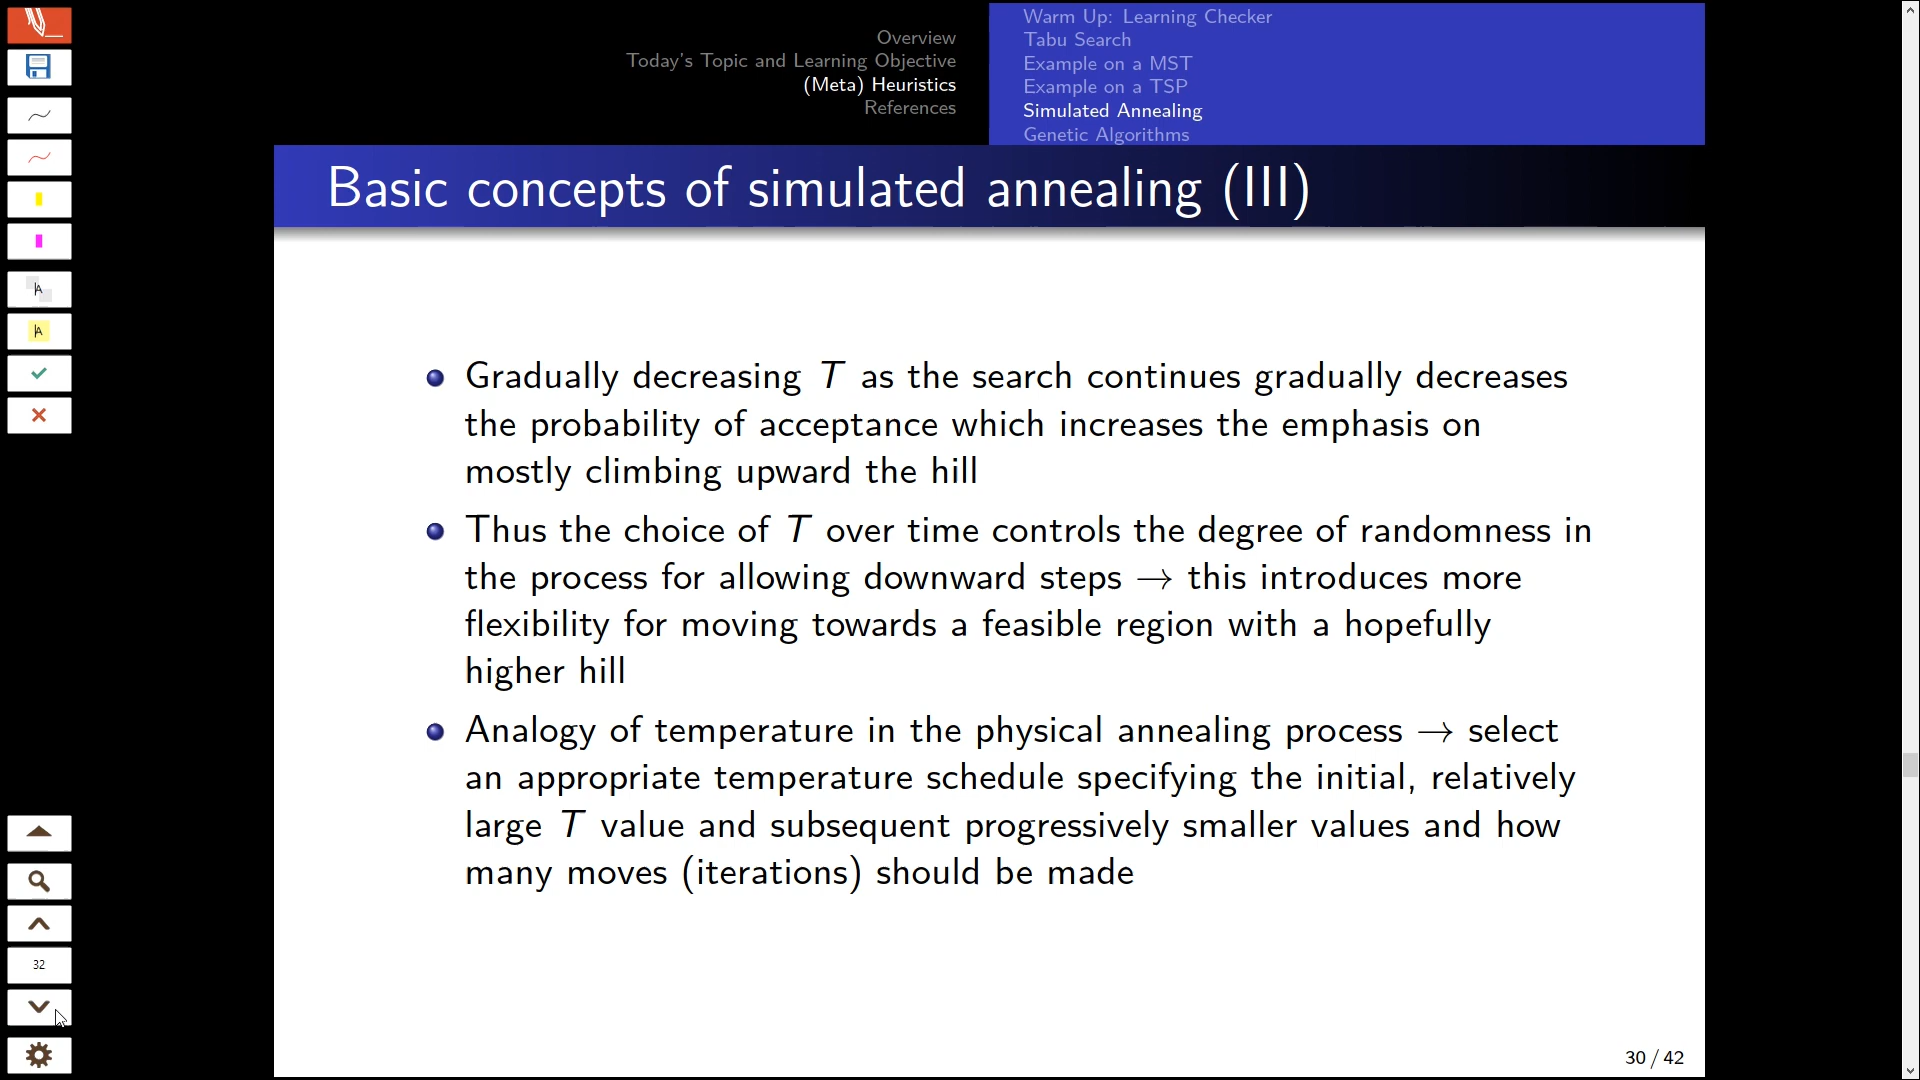 Overview
Today's Topic and Learning Objective
(Meta) Heuristics
References
Warm Up: Learning Checker
Tabu Search
Example on a MST
Example on a TSP
Simulated Annealing
Genetic Algorithms
Basic concepts of simulated annealing (III)
Gradually decreasing T as the search continues gradually decreases
the probability of acceptance which increases the emphasis on
mostly climbing upward the hill
Thus the choice of T over time controls the degree of randomness in
the process for allowing downward steps → this introduces more
flexibility for moving towards a feasible region with a hopefully
higher hill
Analogy of temperature in the physical annealing process → select
an appropriate temperature schedule specifying the initial, relatively
large T value and subsequent progressively smaller values and how
many moves (iterations) should be made
30 / 42
A
A
32